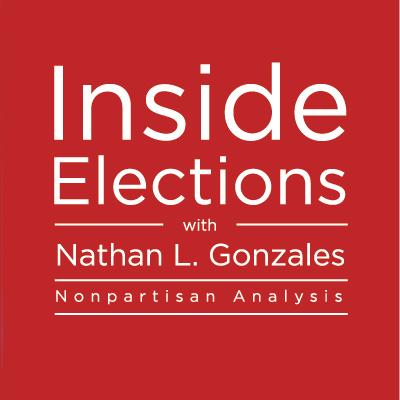 Inside
Elections
with
Nathan L. Gonzales
Nonpartisan Analysis